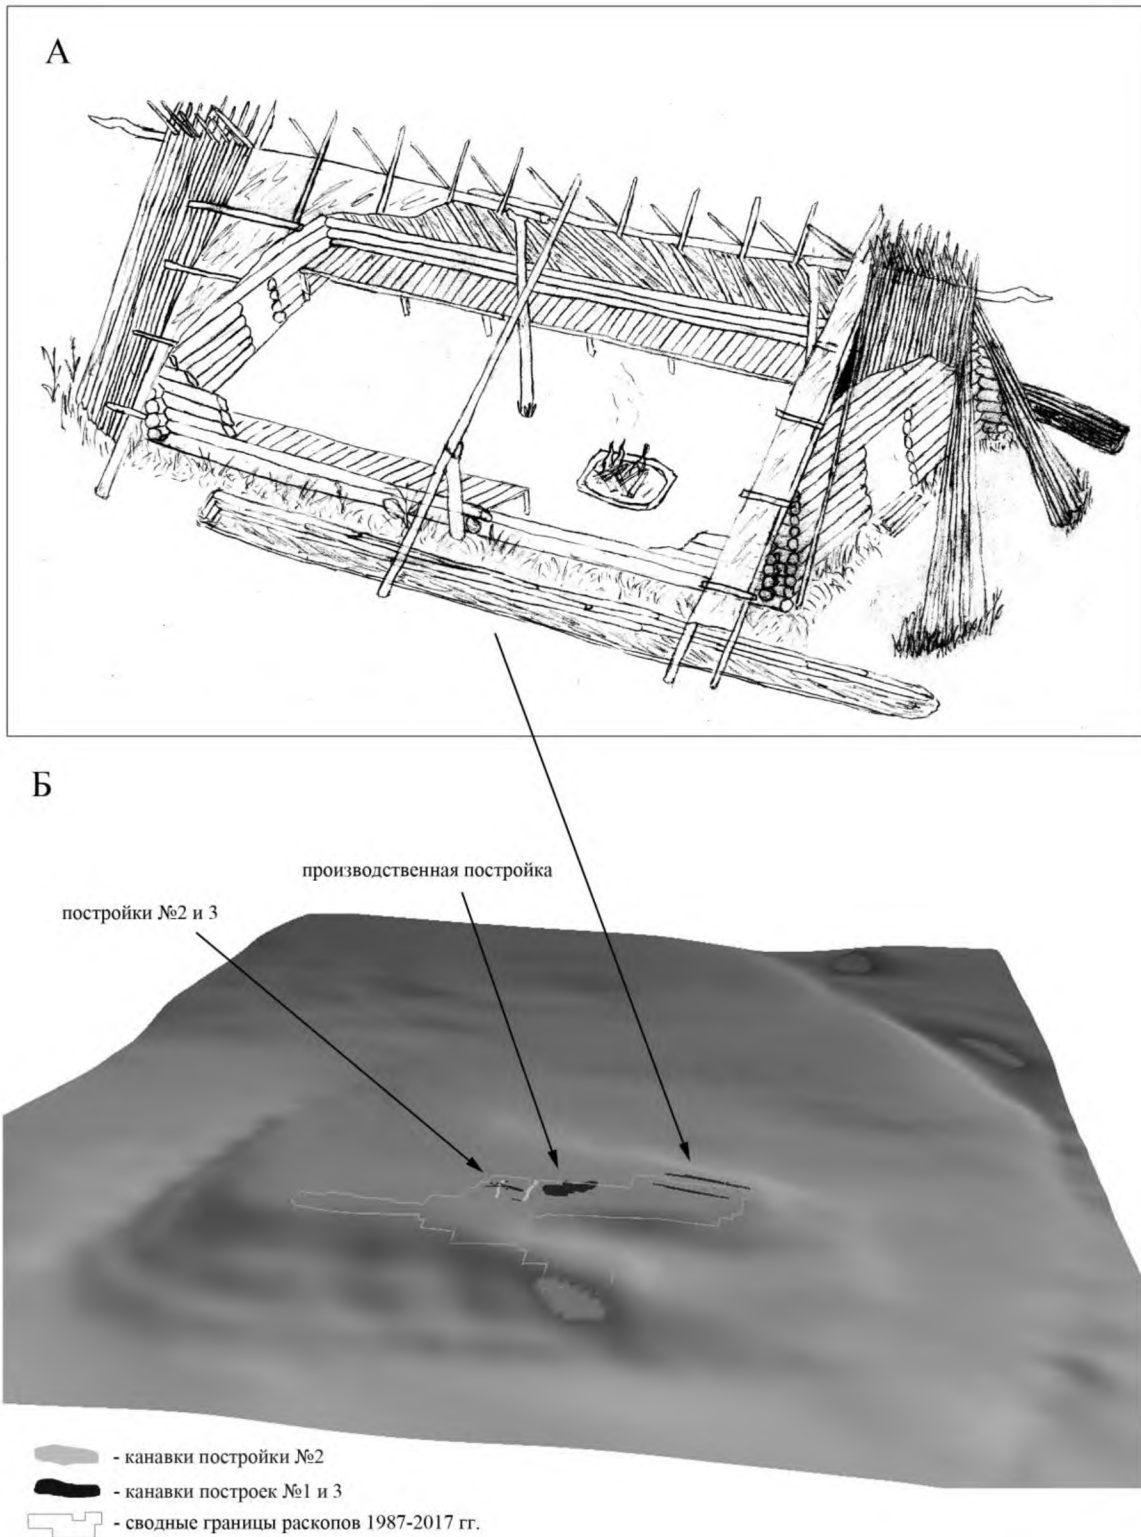 А
Б
производственная постройка
постройки №2 и 3
- канавки постройки №2
- канавки построек №1 и 3
- сводные границы раскопов 1987-2017 гг.